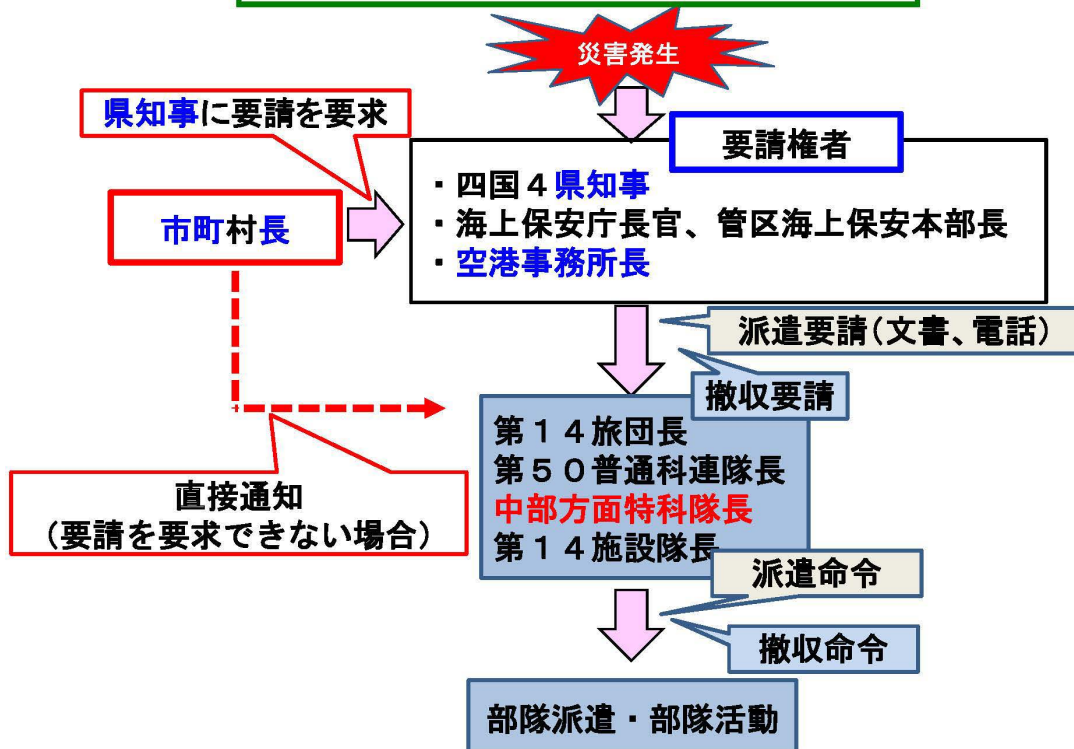 災害発生
県知事に要請を要求
要請権者
・四国４県知事
・海上保安庁長官、管区海上保安本部長
・空港事務所長
市町村長
派遣要請（文書、電話）
撤収要請
第１４旅団長
第５０普通科連隊長
中部方面特科隊長
第１４施設隊長
直接通知
（要請を要求できない場合）
派遣命令
撤収命令
部隊派遣・部隊活動